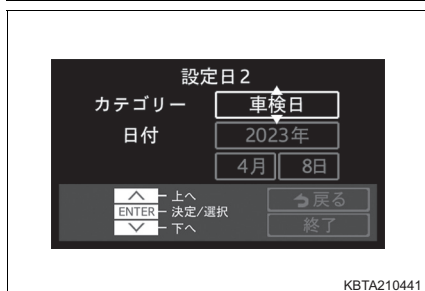 設定日2
カテゴリー 車検日
日付 2023年
4月 8日
上へ
ENTER 決定/選択
下へ
戻る
終了
KBTA210441